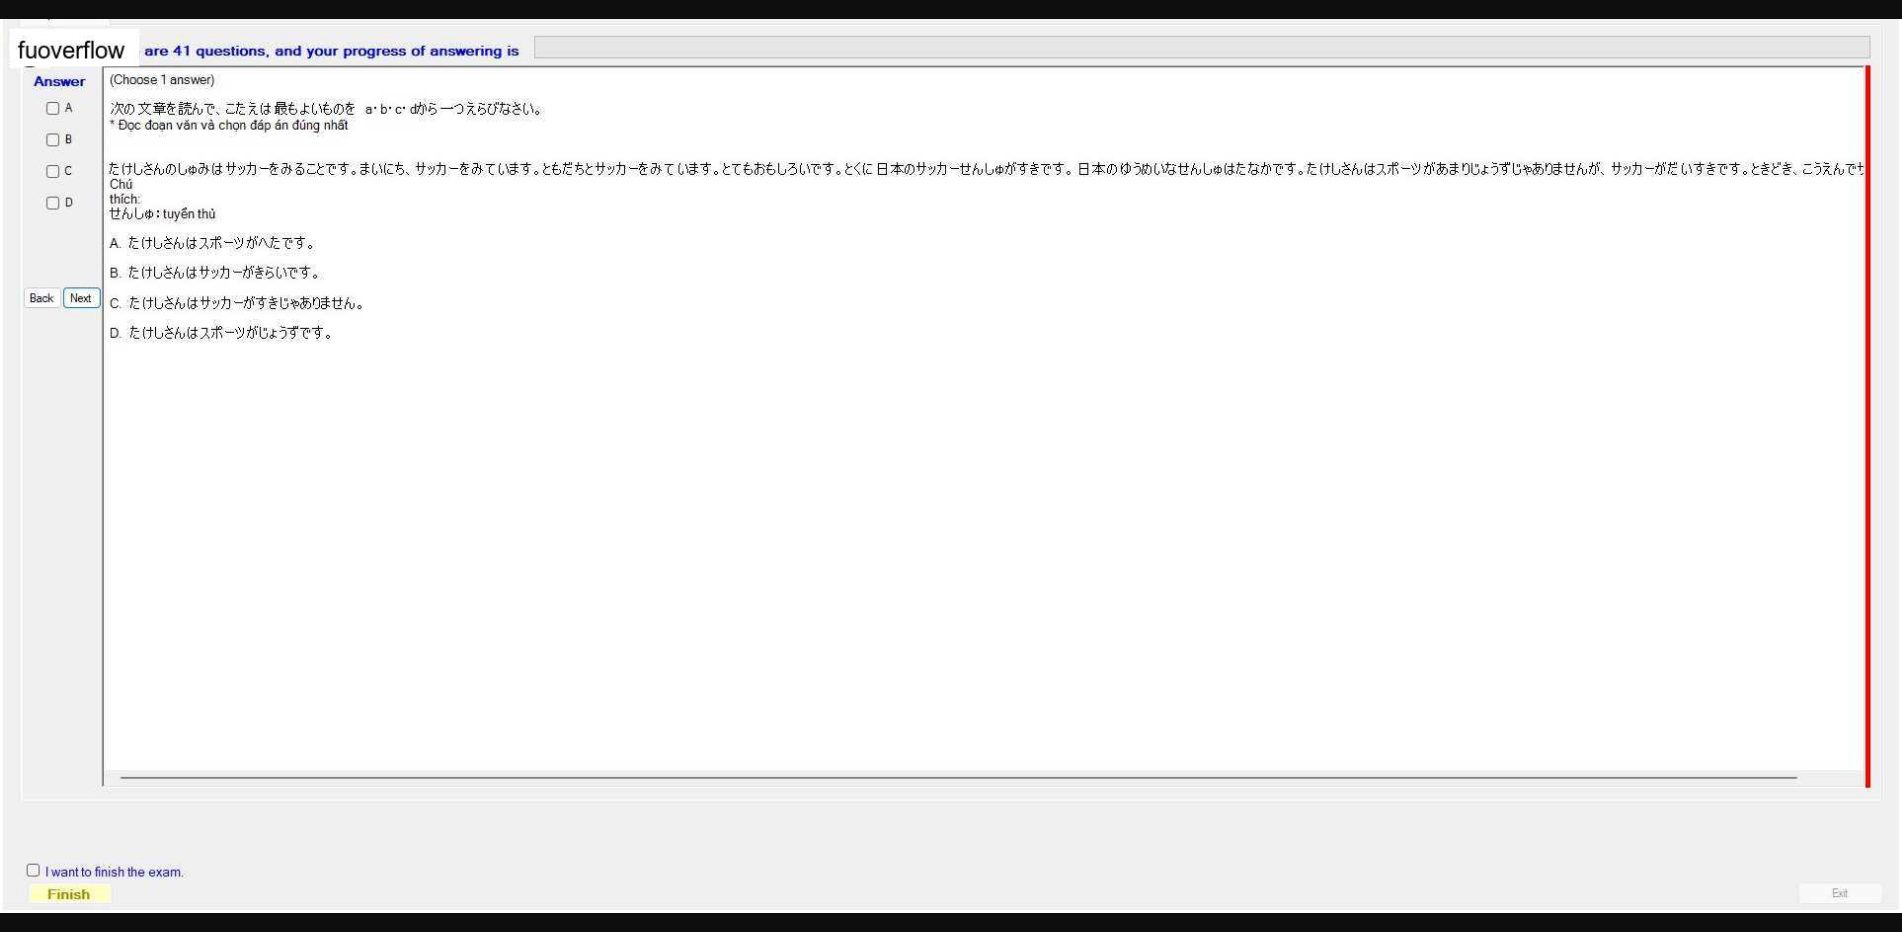 fuoverflow are 41 questions, and your progress of answering is
Answer
(Choose 1 answer)
A
B
C
D
次の文章を読んで、こたえは最もよいものを a・b・c・dから一つえらびなさい。
* Đọc đoạn văn và chọn đáp án đúng nhất
たけしさんのしゅみはサッカーをみることです。まいにち、サッカーをみています。ともだちとサッカーをみています。とてもおもしろいです。とくに日本のサッカーせんしゅがすきです。日本のゆうめいなせんしゅはたなかです。たけしさんはスポーツがあまりじょうずじゃありませんが、サッカーがだいすきです。ときどき、こうえんで
Chú
thích:
せんしゅ：tuyển thủ
A. たけしさんはスポーツがへたです。
B. たけしさんはサッカーがきらいです。
Back Next
C. たけしさんはサッカーがすきじゃありません。
D. たけしさんはスポーツがじょうずです。
I want to finish the exam.
Finish
Exit